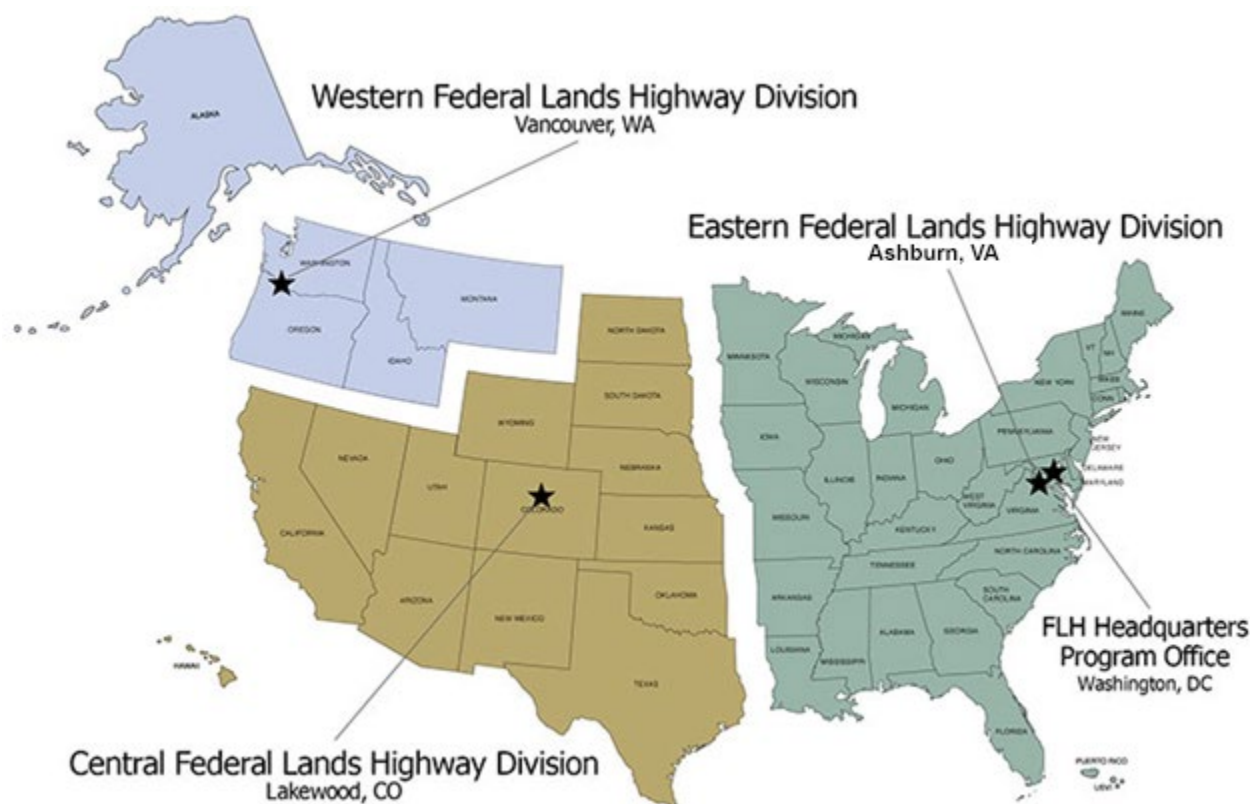 ALASKA
Western Federal Lands Highway Division
Vancouver, WA
Eastern Federal Lands Highway Division
Ashburn, VA
WASHINGTON
MONTANA
OREGON
IDAHO
NORTH DAKOTA
SOUTH DAKOTA
WYOMING
NEBRASKA
NEVADA
UTAH
COLORADO
KANSAS
CALIFORNIA
ARIZONA
NEW MEXICO
OKLAHOMA
TEXAS
HAWAII
MINNESOTA
WISCONSIN
MICHIGAN
MICHIGAN
IOWA
ILLINOIS
INDIANA
OHIO
MISSOURI
KENTUCKY
WEST
VIRGINIA
VIRGINIA
PENNSYLVANIA
NEW YORK
VT
NH
MAINE
MASS
CONN
NEW
JERSEY
DELAWARE
MARYLAND
TENNESSEE
NORTH CAROLINA
SOUTH
CAROLINA
ARKANSAS
LOUISIANA
MISSISSIPPI
ALABAMA
GEORGIA
FLORIDA
FLH Headquarters
Program Office
Washington, DC
PUERTO RICO
USVI
Central Federal Lands Highway Division
Lakewood, CO